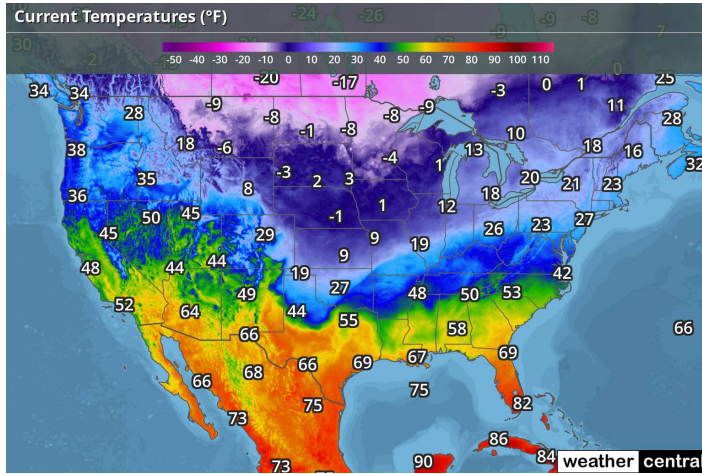 Current Temperatures (°F)
-24 -26 -9 -8
-50 -40 -30 -20 -10 0 10 20 30 40 50 60 70 80 90 100 110
30 -2 7
0
34 34 -20 -17 -3 0 1 25
-9 -9 11
28 -8 -8 -8 28
-1 10
38 18 -6 13 18 16
-4
35 -3 2 3 1 20 32
36 8 18 21 23
50 45 -1 1 12 27
45 29 9 19 26 23
48 44 44 9
19 42
52 49 27 48 50 53
64 44 55
66 58
66 67 69
66 68 69
75 75
73 82
86
73 90 84
weather central